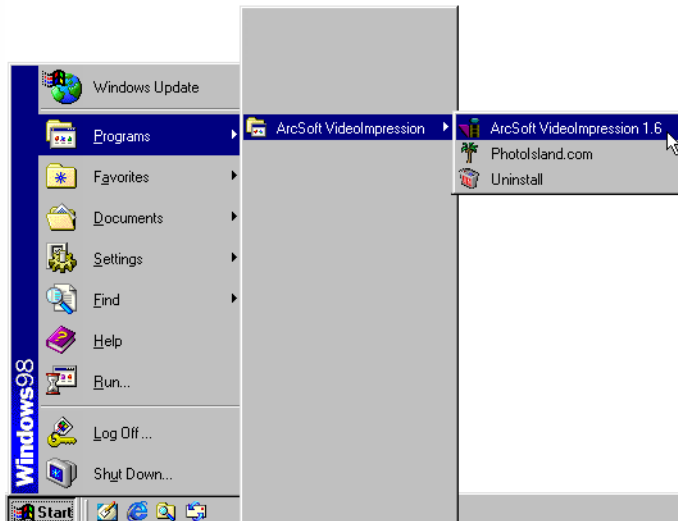 Windows Update
Programs
Favorites
Documents
Settings
Find
Help
Run...
Log Off...
Shut Down...
Windows98
Start
ArcSoft VideoImpression
ArcSoft VideoImpression 1.6
PhotoIsland.com
Uninstall